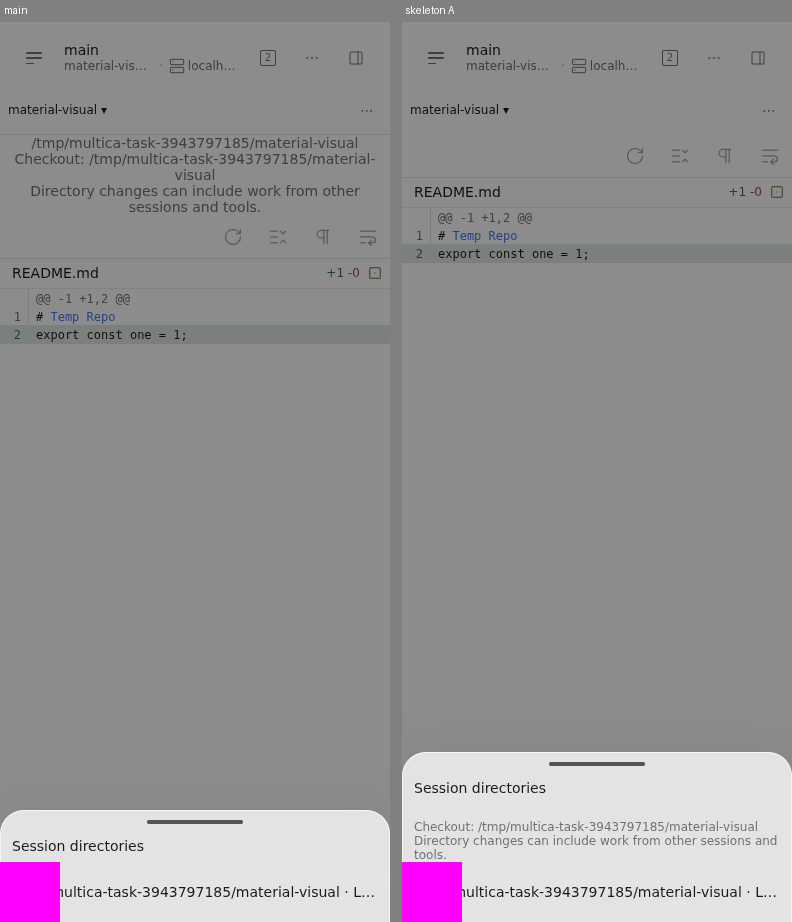 main
skeleton A
main
material-vis...
· localh...
2
...
material-visual ▾
...
/tmp/multica-task-3943797185/material-visual
Checkout: /tmp/multica-task-3943797185/material-
visual
Directory changes can include work from other
sessions and tools.
README.md
+1 -0
@@ -1 +1,2 @@
1 # Temp Repo
2 export const one = 1;
Session directories
multica-task-3943797185/material-visual · L...
main
material-vis...
· localh...
2
...
material-visual ▾
...
README.md
+1 -0
@@ -1 +1,2 @@
1 # Temp Repo
2 export const one = 1;
Session directories
Checkout: /tmp/multica-task-3943797185/material-visual
Directory changes can include work from other sessions and
tools.
multica-task-3943797185/material-visual · L...